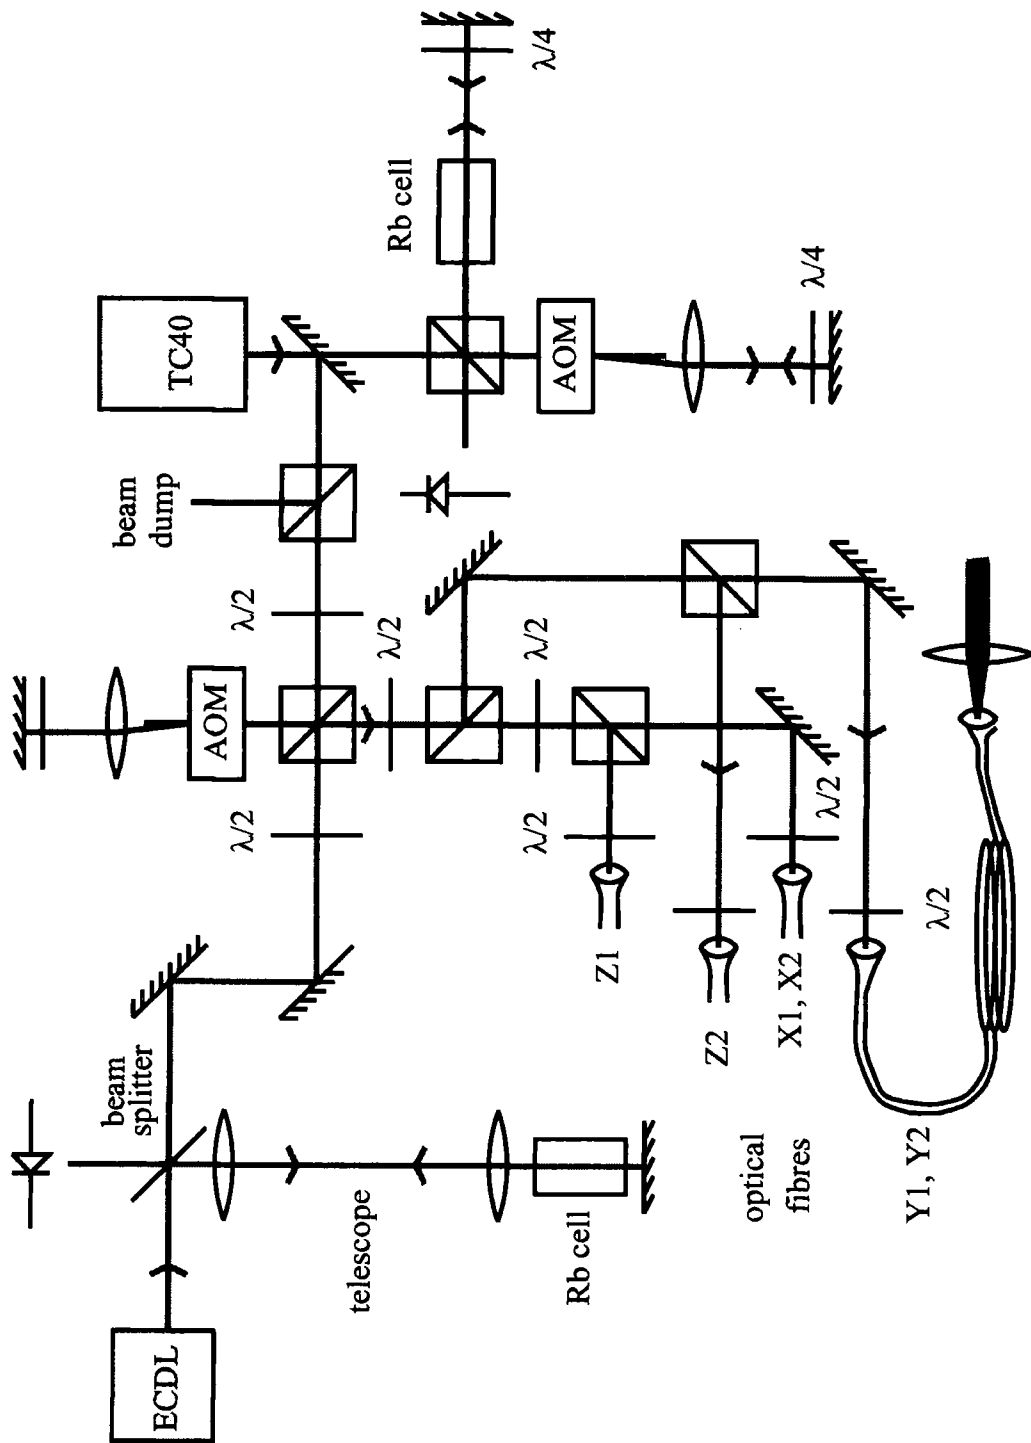 ECDL
beam
splitter
telescope
Rb cell
λ/2
AOM
λ/2
beam
dump
TC40
Rb cell
λ/4
AOM
λ/4
λ/2
λ/2
λ/2
Z1
λ/2
Z2
X1, X2
optical
fibres
λ/2
Y1, Y2